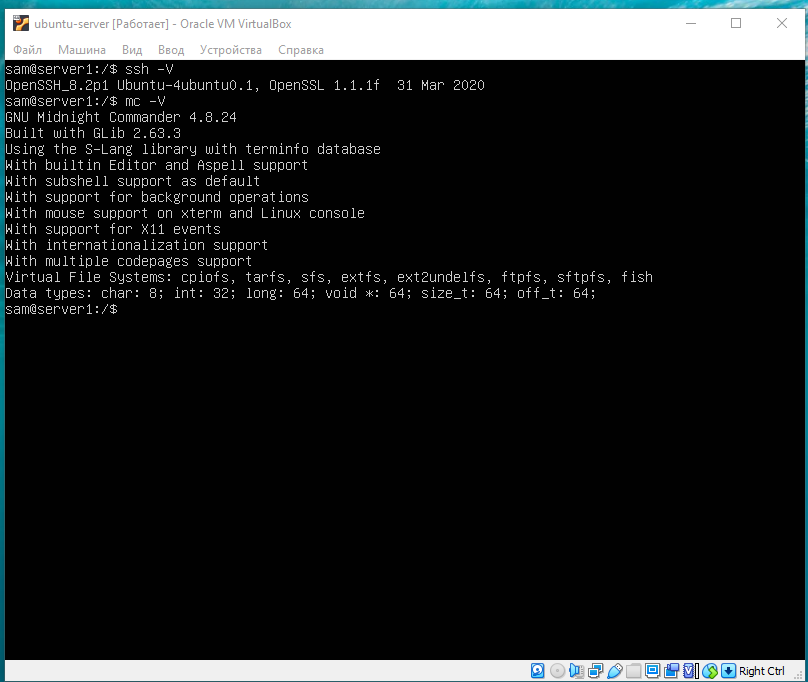 ubuntu-server [Работает] - Oracle VM VirtualBox
Файл Машина Вид Ввод Устройства Справка
sam@server1:/$ ssh -V
OpenSSH_8.2p1 Ubuntu-4ubuntu0.1, OpenSSL 1.1.1f  31 Mar 2020
sam@server1:/$ mc -V
GNU Midnight Commander 4.8.24
Built with GLib 2.63.3
Using the S-Lang library with terminfo database
With builtin Editor and Aspell support
With subshell support as default
With support for background operations
With mouse support on xterm and Linux console
With support for X11 events
With internationalization support
With multiple codepages support
Virtual File Systems: cpiofs, tarfs, sfs, extfs, ext2undelfs, ftpfs, sftpfs, fish
Data types: char: 8; int: 32; long: 64; void *: 64; size_t: 64; off_t: 64;
sam@server1:/$
Right Ctrl